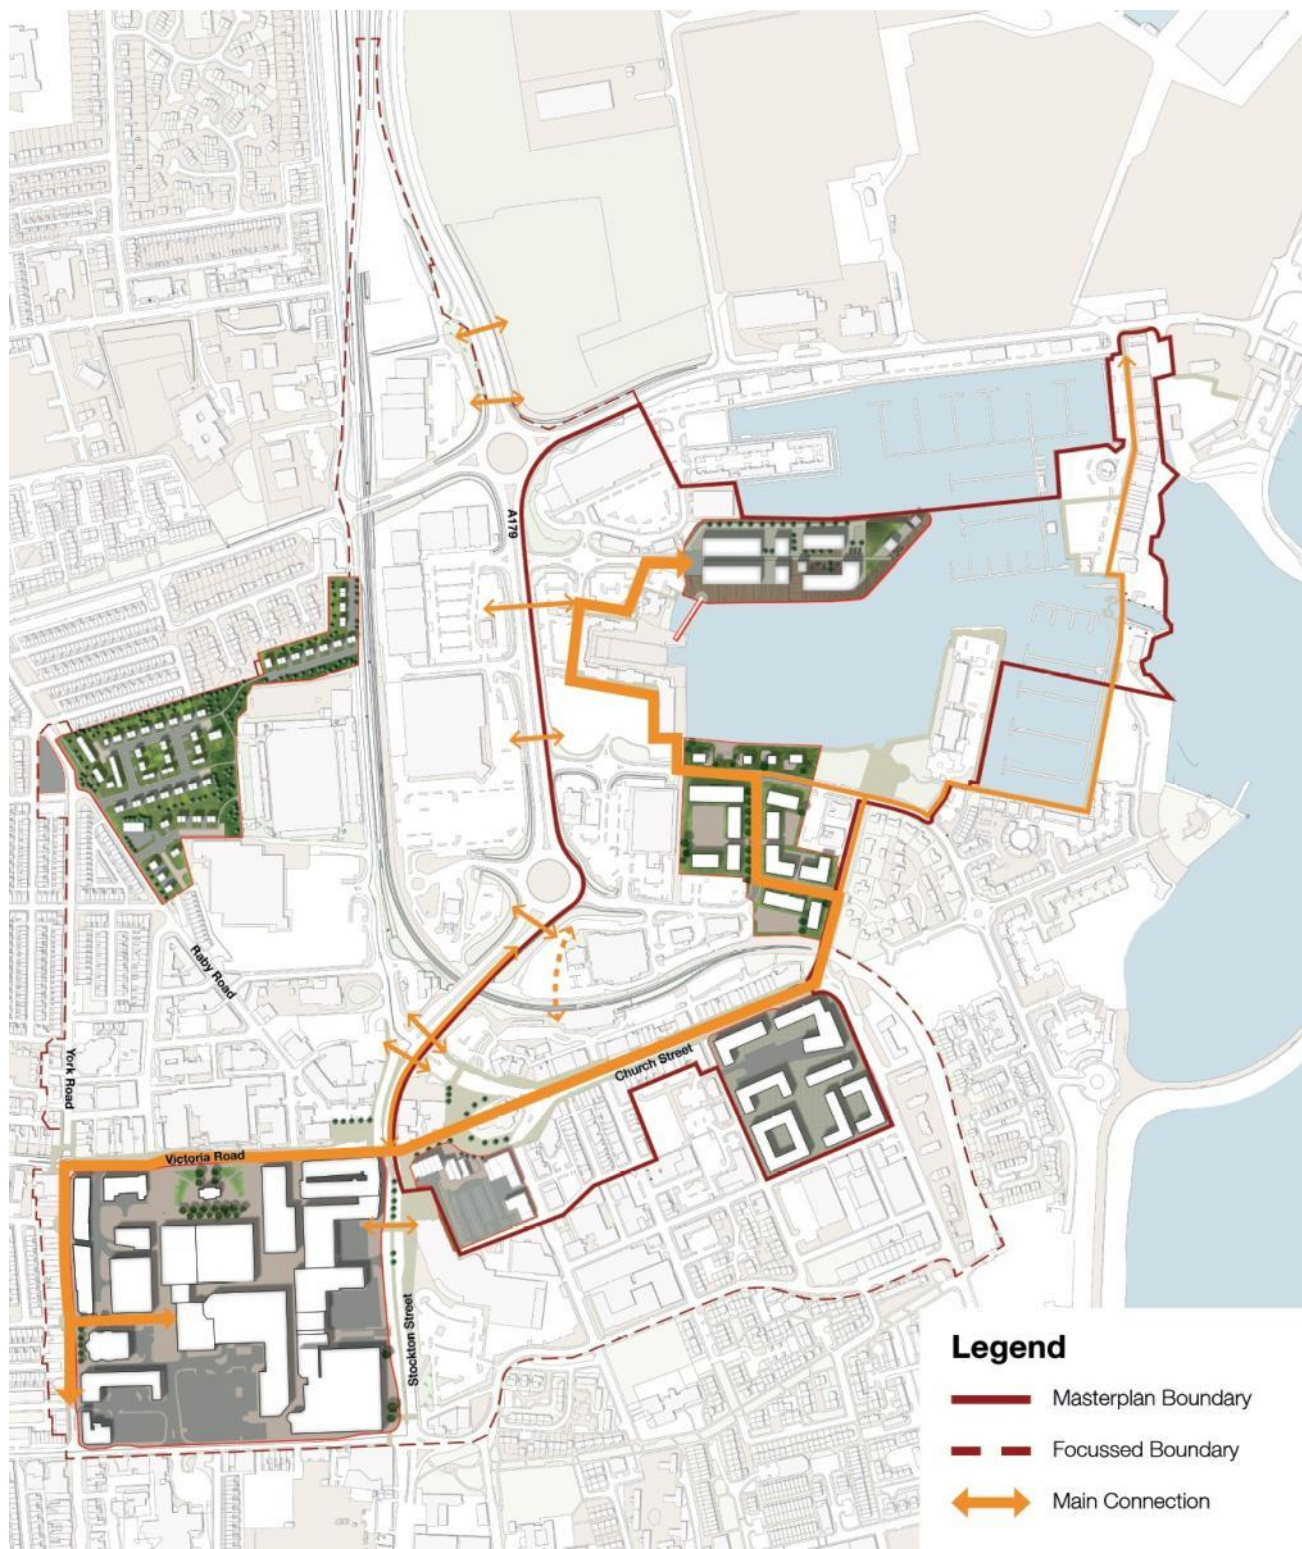 A179
Raby Road
York Road
Church Street
Victoria Road
Stockton Street
Legend
Masterplan Boundary
Focussed Boundary
Main Connection